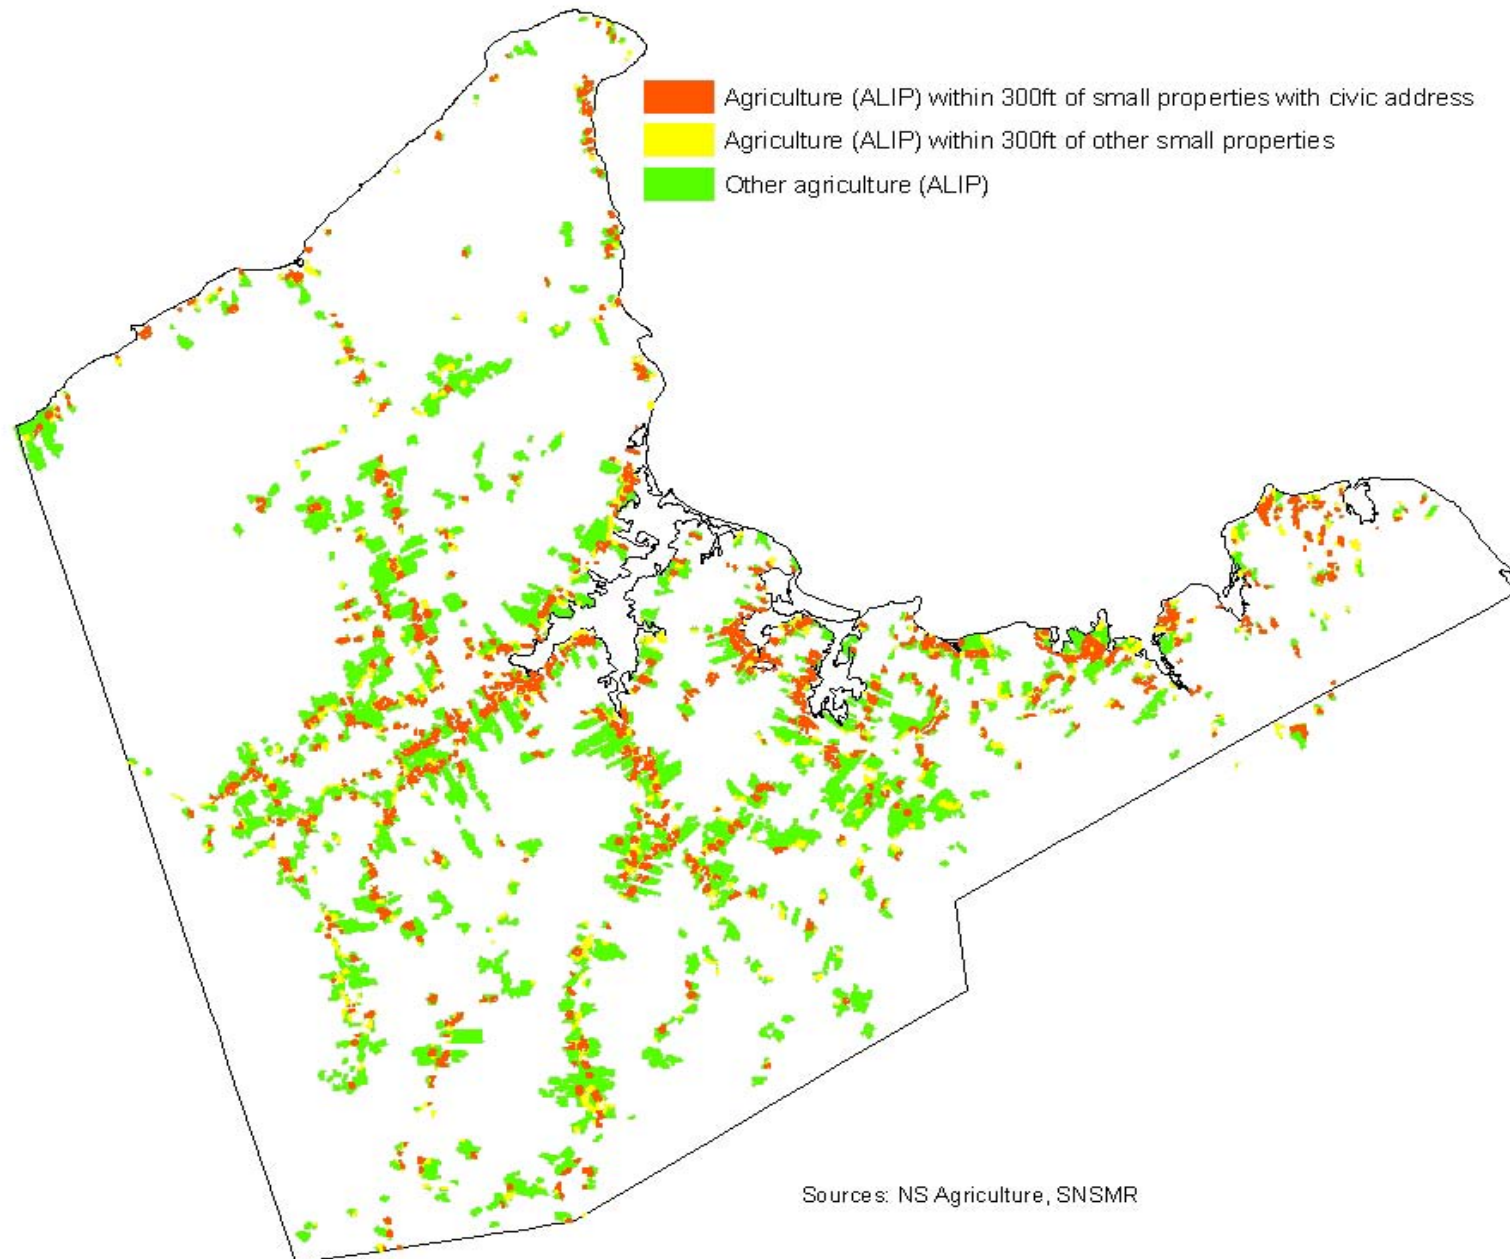 Agriculture (ALIP) within 300ft of small properties with civic address
Agriculture (ALIP) within 300ft of other small properties
Other agriculture (ALIP)
Sources: NS Agriculture, SNSMR